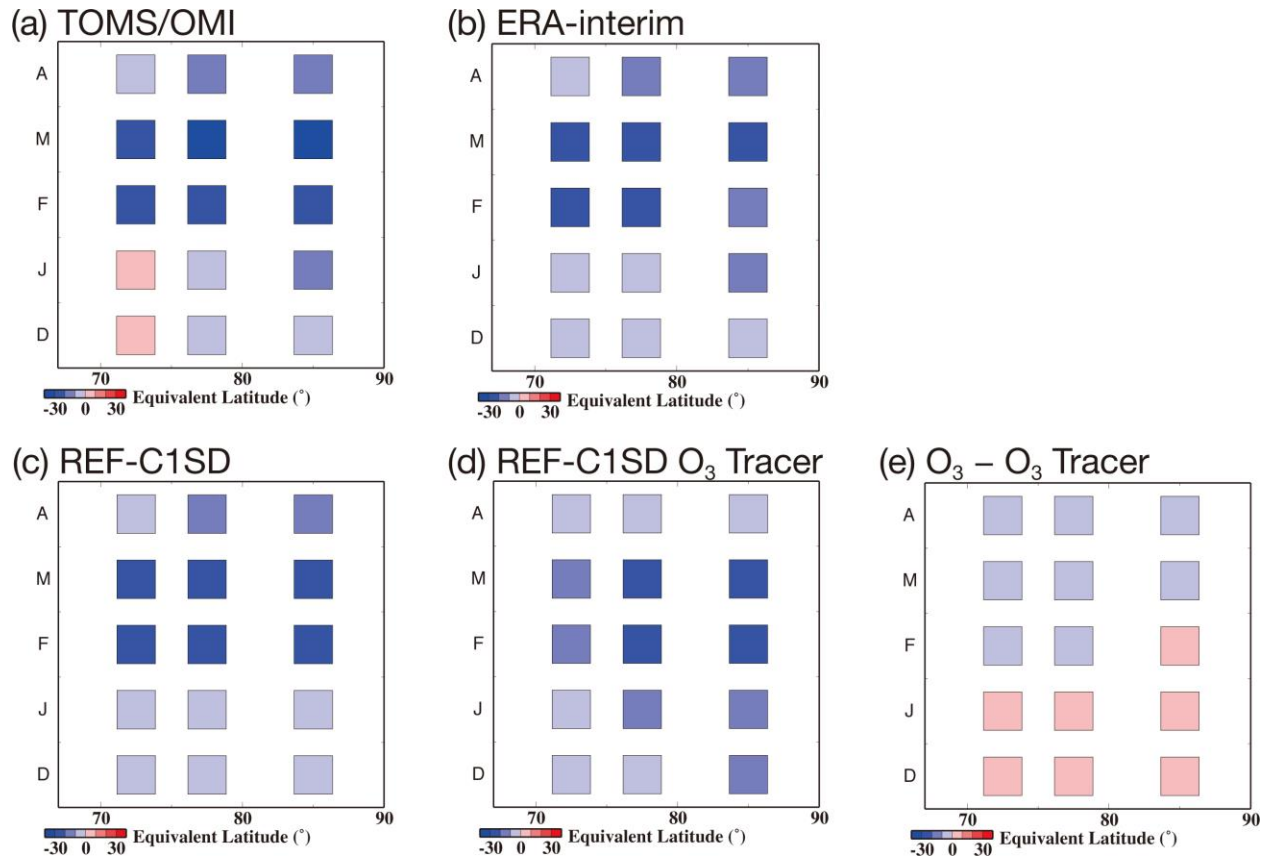 (a) TOMS/OMI
A
M
F
J
D
70
80
90
-30 0 30
Equivalent Latitude (°)
(b) ERA-interim
A
M
F
J
D
70
80
90
-30 0 30
Equivalent Latitude (°)
(c) REF-C1SD
A
M
F
J
D
70
80
90
-30 0 30
Equivalent Latitude (°)
(d) REF-C1SD O₃ Tracer
A
M
F
J
D
70
80
90
-30 0 30
Equivalent Latitude (°)
(e) O₃ – O₃ Tracer
A
M
F
J
D
70
80
90
-30 0 30
Equivalent Latitude (°)